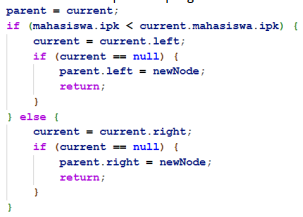 parent = current;
if (mahasiswa.ipk < current.mahasiswa.ipk) {
    current = current.left;
    if (current == null) {
        parent.left = newNode;
        return;
    }
} else {
    current = current.right;
    if (current == null) {
        parent.right = newNode;
        return;
    }
}